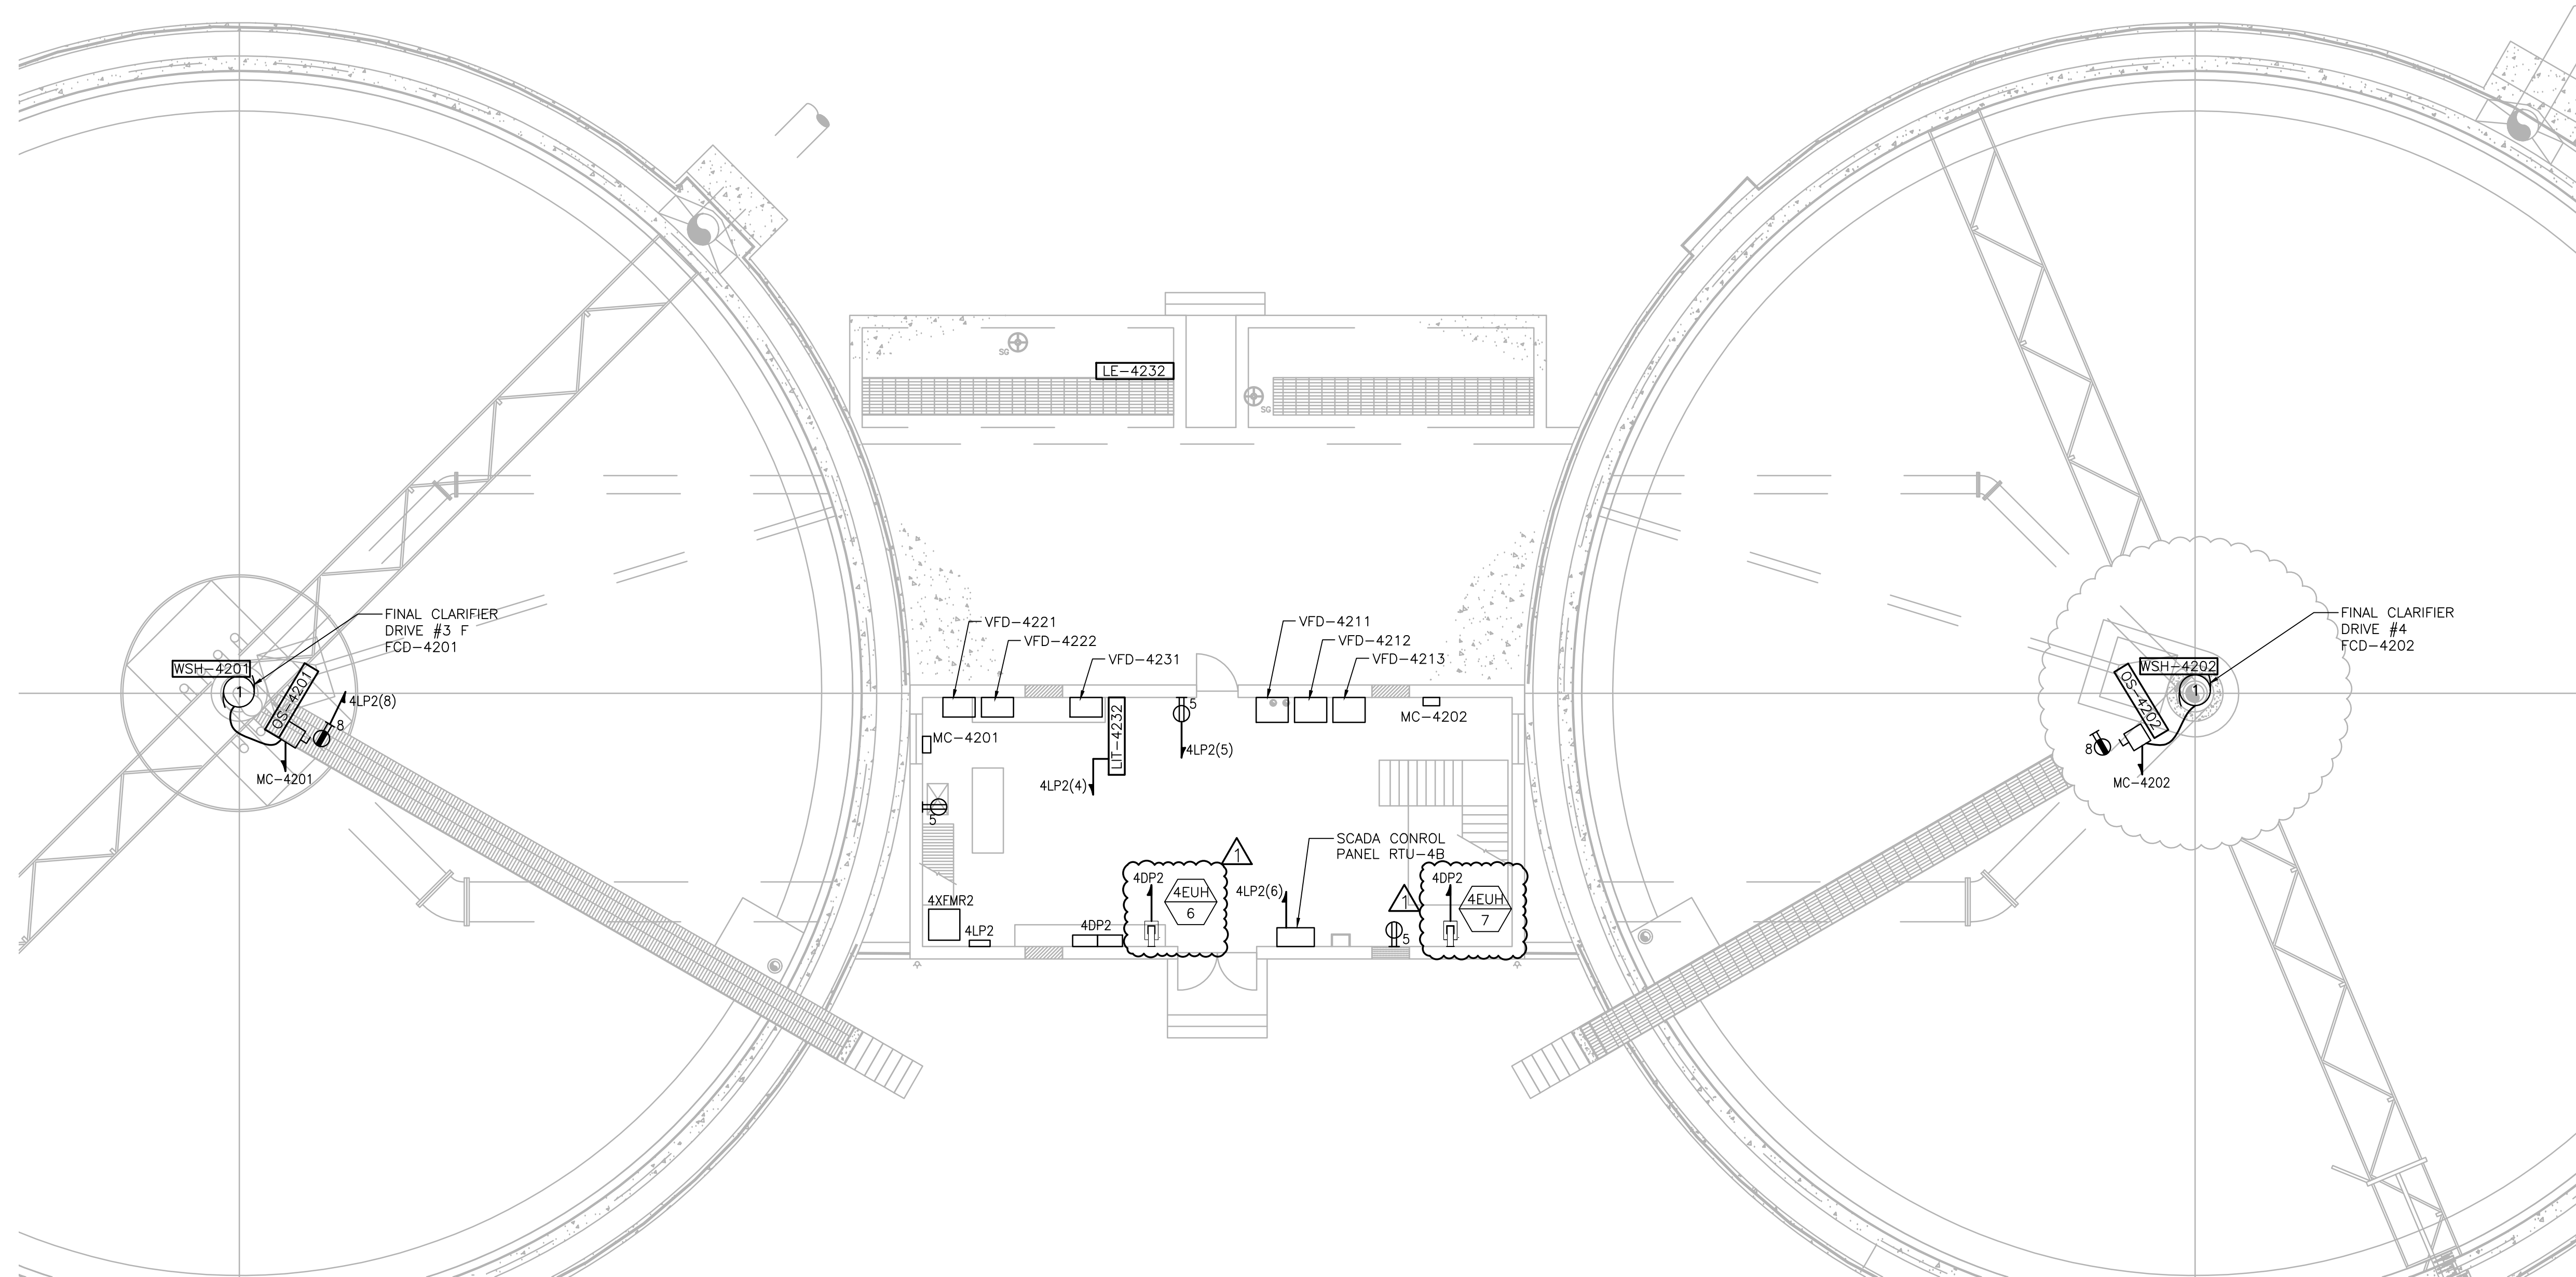 SG
LE-4232
SG
FINAL CLARIFIER
DRIVE #3 F
FCD-4201
WSH-4201
1
OS-4201
4LP2(8)
8
MC-4201
VFD-4221
VFD-4222
VFD-4231
VFD-4211
VFD-4212
VFD-4213
MC-4201
LIT-4232
4LP2(4)
5
4LP2(5)
MC-4202
5
SCADA CONROL
PANEL RTU-4B
4XFMR2
4LP2
4DP2
1
4DP2
4EUH
6
4LP2(6)
1
5
4DP2
4EUH
7
FINAL CLARIFIER
DRIVE #4
FCD-4202
WSH-4202
1
OS-4202
8
MC-4202